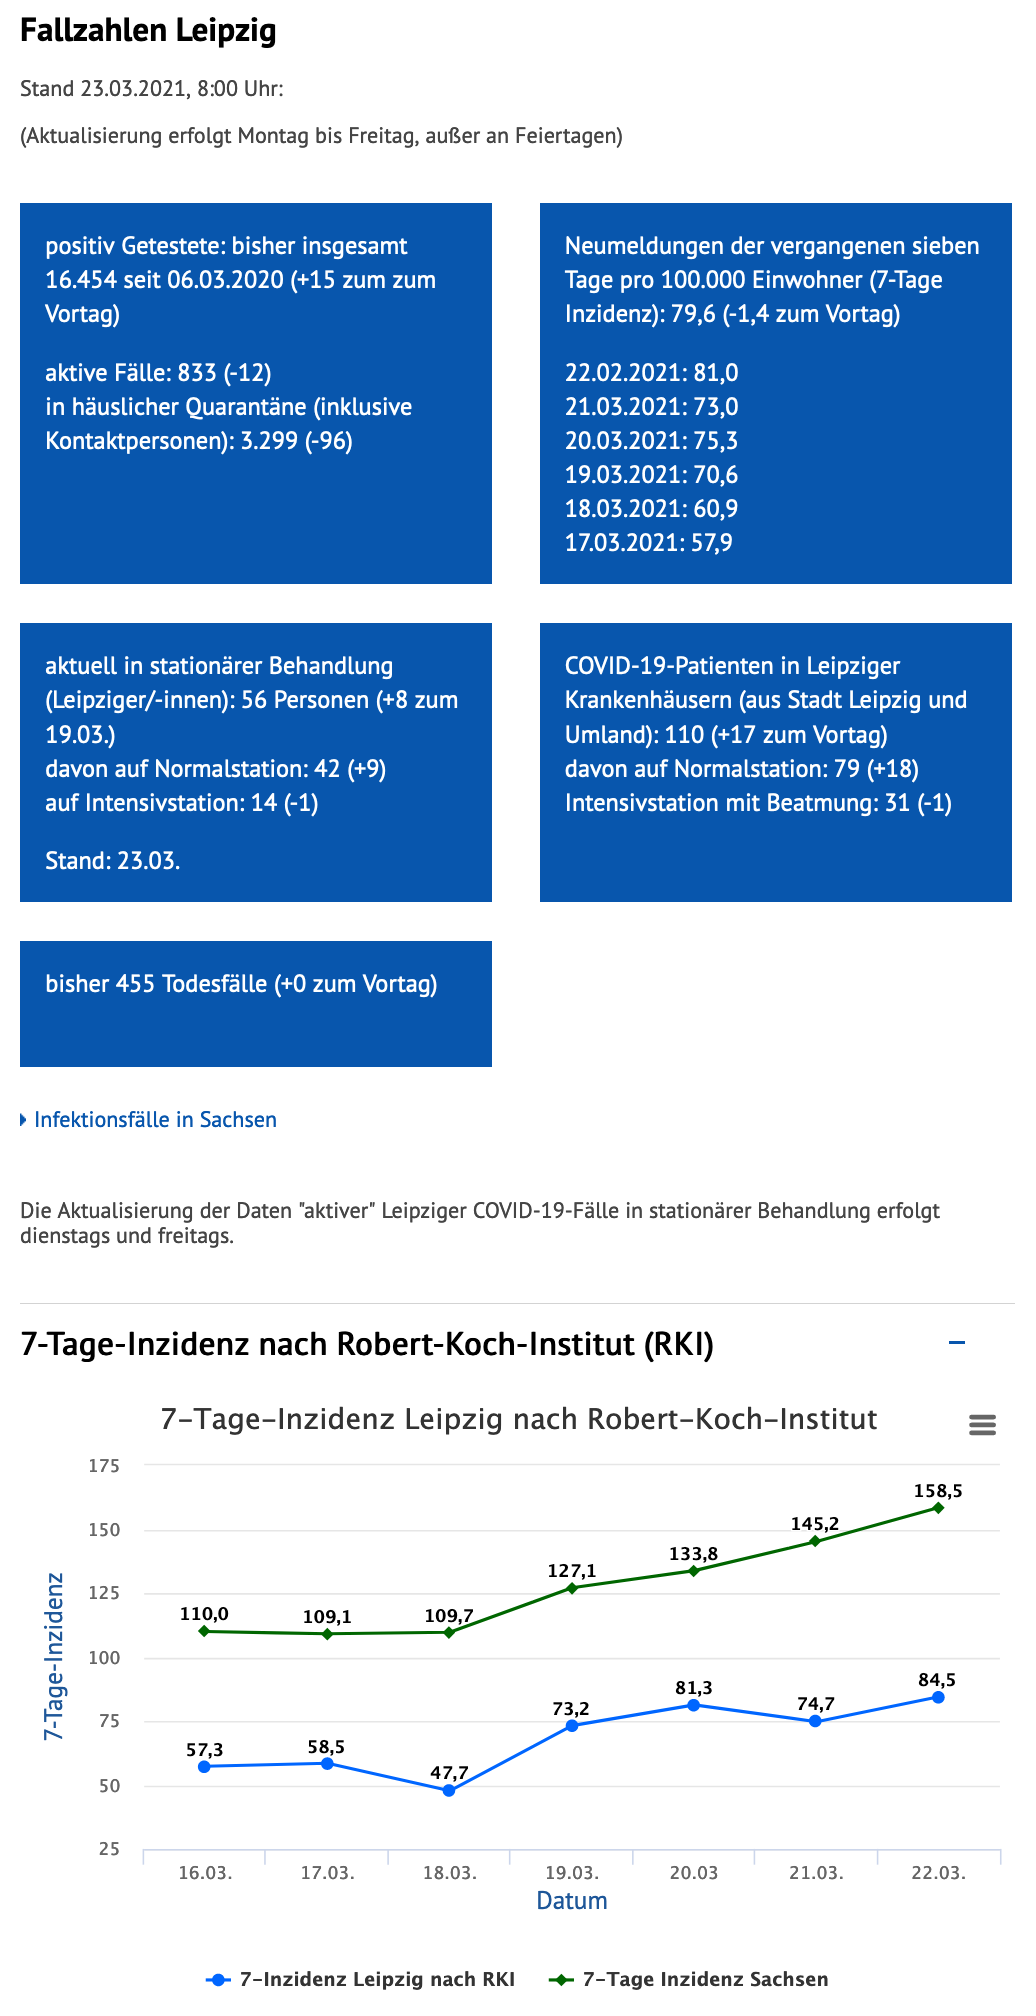 Fallzahlen Leipzig
Stand 23.03.2021, 8:00 Uhr:
(Aktualisierung erfolgt Montag bis Freitag, außer an Feiertagen)
positiv Getestete: bisher insgesamt
16.454 seit 06.03.2020 (+15 zum zum
Vortag)
aktive Fälle: 833 (-12)
in häuslicher Quarantäne (inklusive
Kontaktpersonen): 3.299 (-96)
Neumeldungen der vergangenen sieben
Tage pro 100.000 Einwohner (7-Tage
Inzidenz): 79,6 (-1,4 zum Vortag)
22.02.2021: 81,0
21.03.2021: 73,0
20.03.2021: 75,3
19.03.2021: 70,6
18.03.2021: 60,9
17.03.2021: 57,9
aktuell in stationärer Behandlung
(Leipziger/-innen): 56 Personen (+8 zum
19.03.)
davon auf Normalstation: 42 (+9)
auf Intensivstation: 14 (-1)
Stand: 23.03.
COVID-19-Patienten in Leipziger
Krankenhäusern (aus Stadt Leipzig und
Umland): 110 (+17 zum Vortag)
davon auf Normalstation: 79 (+18)
Intensivstation mit Beatmung: 31 (-1)
bisher 455 Todesfälle (+0 zum Vortag)
Infektionsfälle in Sachsen
Die Aktualisierung der Daten "aktiver" Leipziger COVID-19-Fälle in stationärer Behandlung erfolgt
dienstags und freitags.
7-Tage-Inzidenz nach Robert-Koch-Institut (RKI)
7-Tage-Inzidenz Leipzig nach Robert-Koch-Institut
7-Tage-Inzidenz
175
150
125
100
75
50
25
110,0
109,1
109,7
127,1
133,8
145,2
158,5
57,3
58,5
47,7
73,2
81,3
74,7
84,5
16.03.
17.03.
18.03.
19.03.
20.03
21.03.
22.03.
Datum
7-Inzidenz Leipzig nach RKI
7-Tage Inzidenz Sachsen